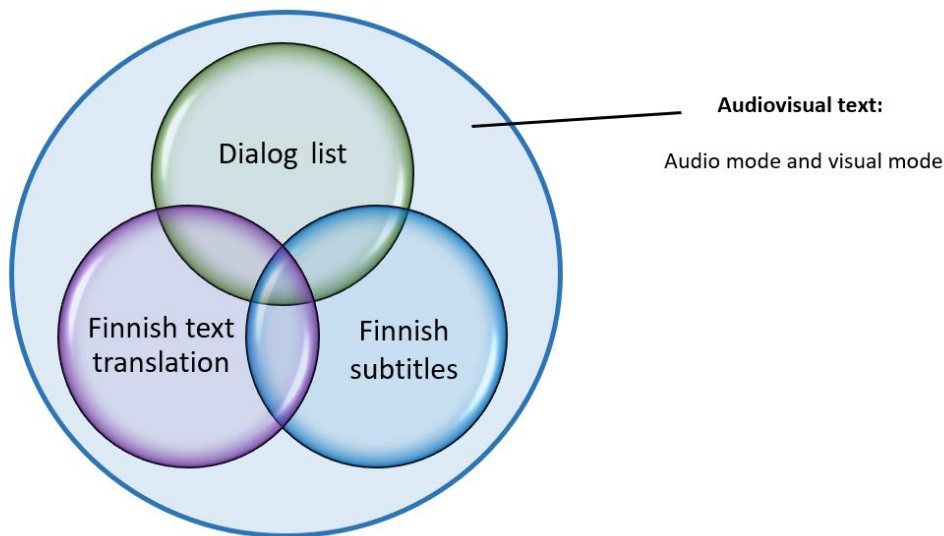 Dialog list
Finnish text
translation
Finnish
subtitles
Audiovisual text:
Audio mode and visual mode